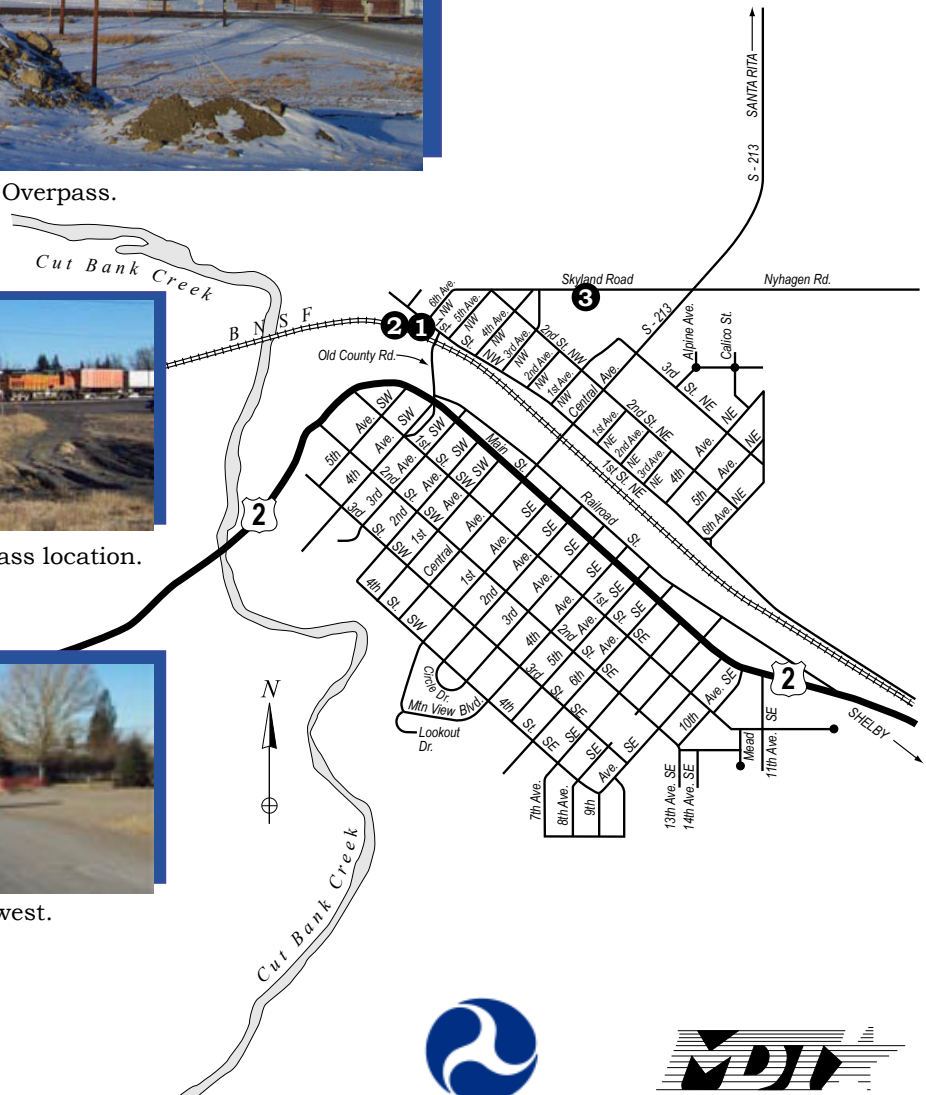 Overpass.
ass location.
west.
SANTA RITA
S - 213
Cut Bank Creek
B N S F
Old County Rd.
2 1
Skyland Road
3
Nyhagen Rd.
S - 213
Alpine Ave.
Calico St.
6th Ave. NW
5th Ave. NW
4th Ave. NW
3rd Ave. NW
2nd Ave. NW
1st Ave. NW
Central Ave.
2nd St. NW
3rd St. NE
2nd St. NE
1st St. NE
1st Ave. NE
2nd Ave. NE
3rd Ave. NE
4th Ave. NE
5th Ave. NE
6th Ave. NE
Main St.
Railroad St.
5th Ave. SW
4th Ave. SW
3rd Ave. SW
2nd Ave. SW
1st Ave. SW
1st St. SW
2nd St. SW
3rd St. SW
4th St. SW
Central Ave.
1st Ave. SE
2nd Ave. SE
3rd Ave. SE
4th Ave. SE
5th Ave. SE
6th
1st St. SE
2nd St. SE
3rd St. SE
4th St. SE
7th Ave.
8th Ave.
9th Ave. SE
10th Ave. SE
11th Ave. SE
13th Ave. SE
14th Ave. SE
Mead
Circle Dr.
Mtn View Blvd.
Lookout
Dr.
2
2
SHELBY
N
Cut Bank Creek
MDT